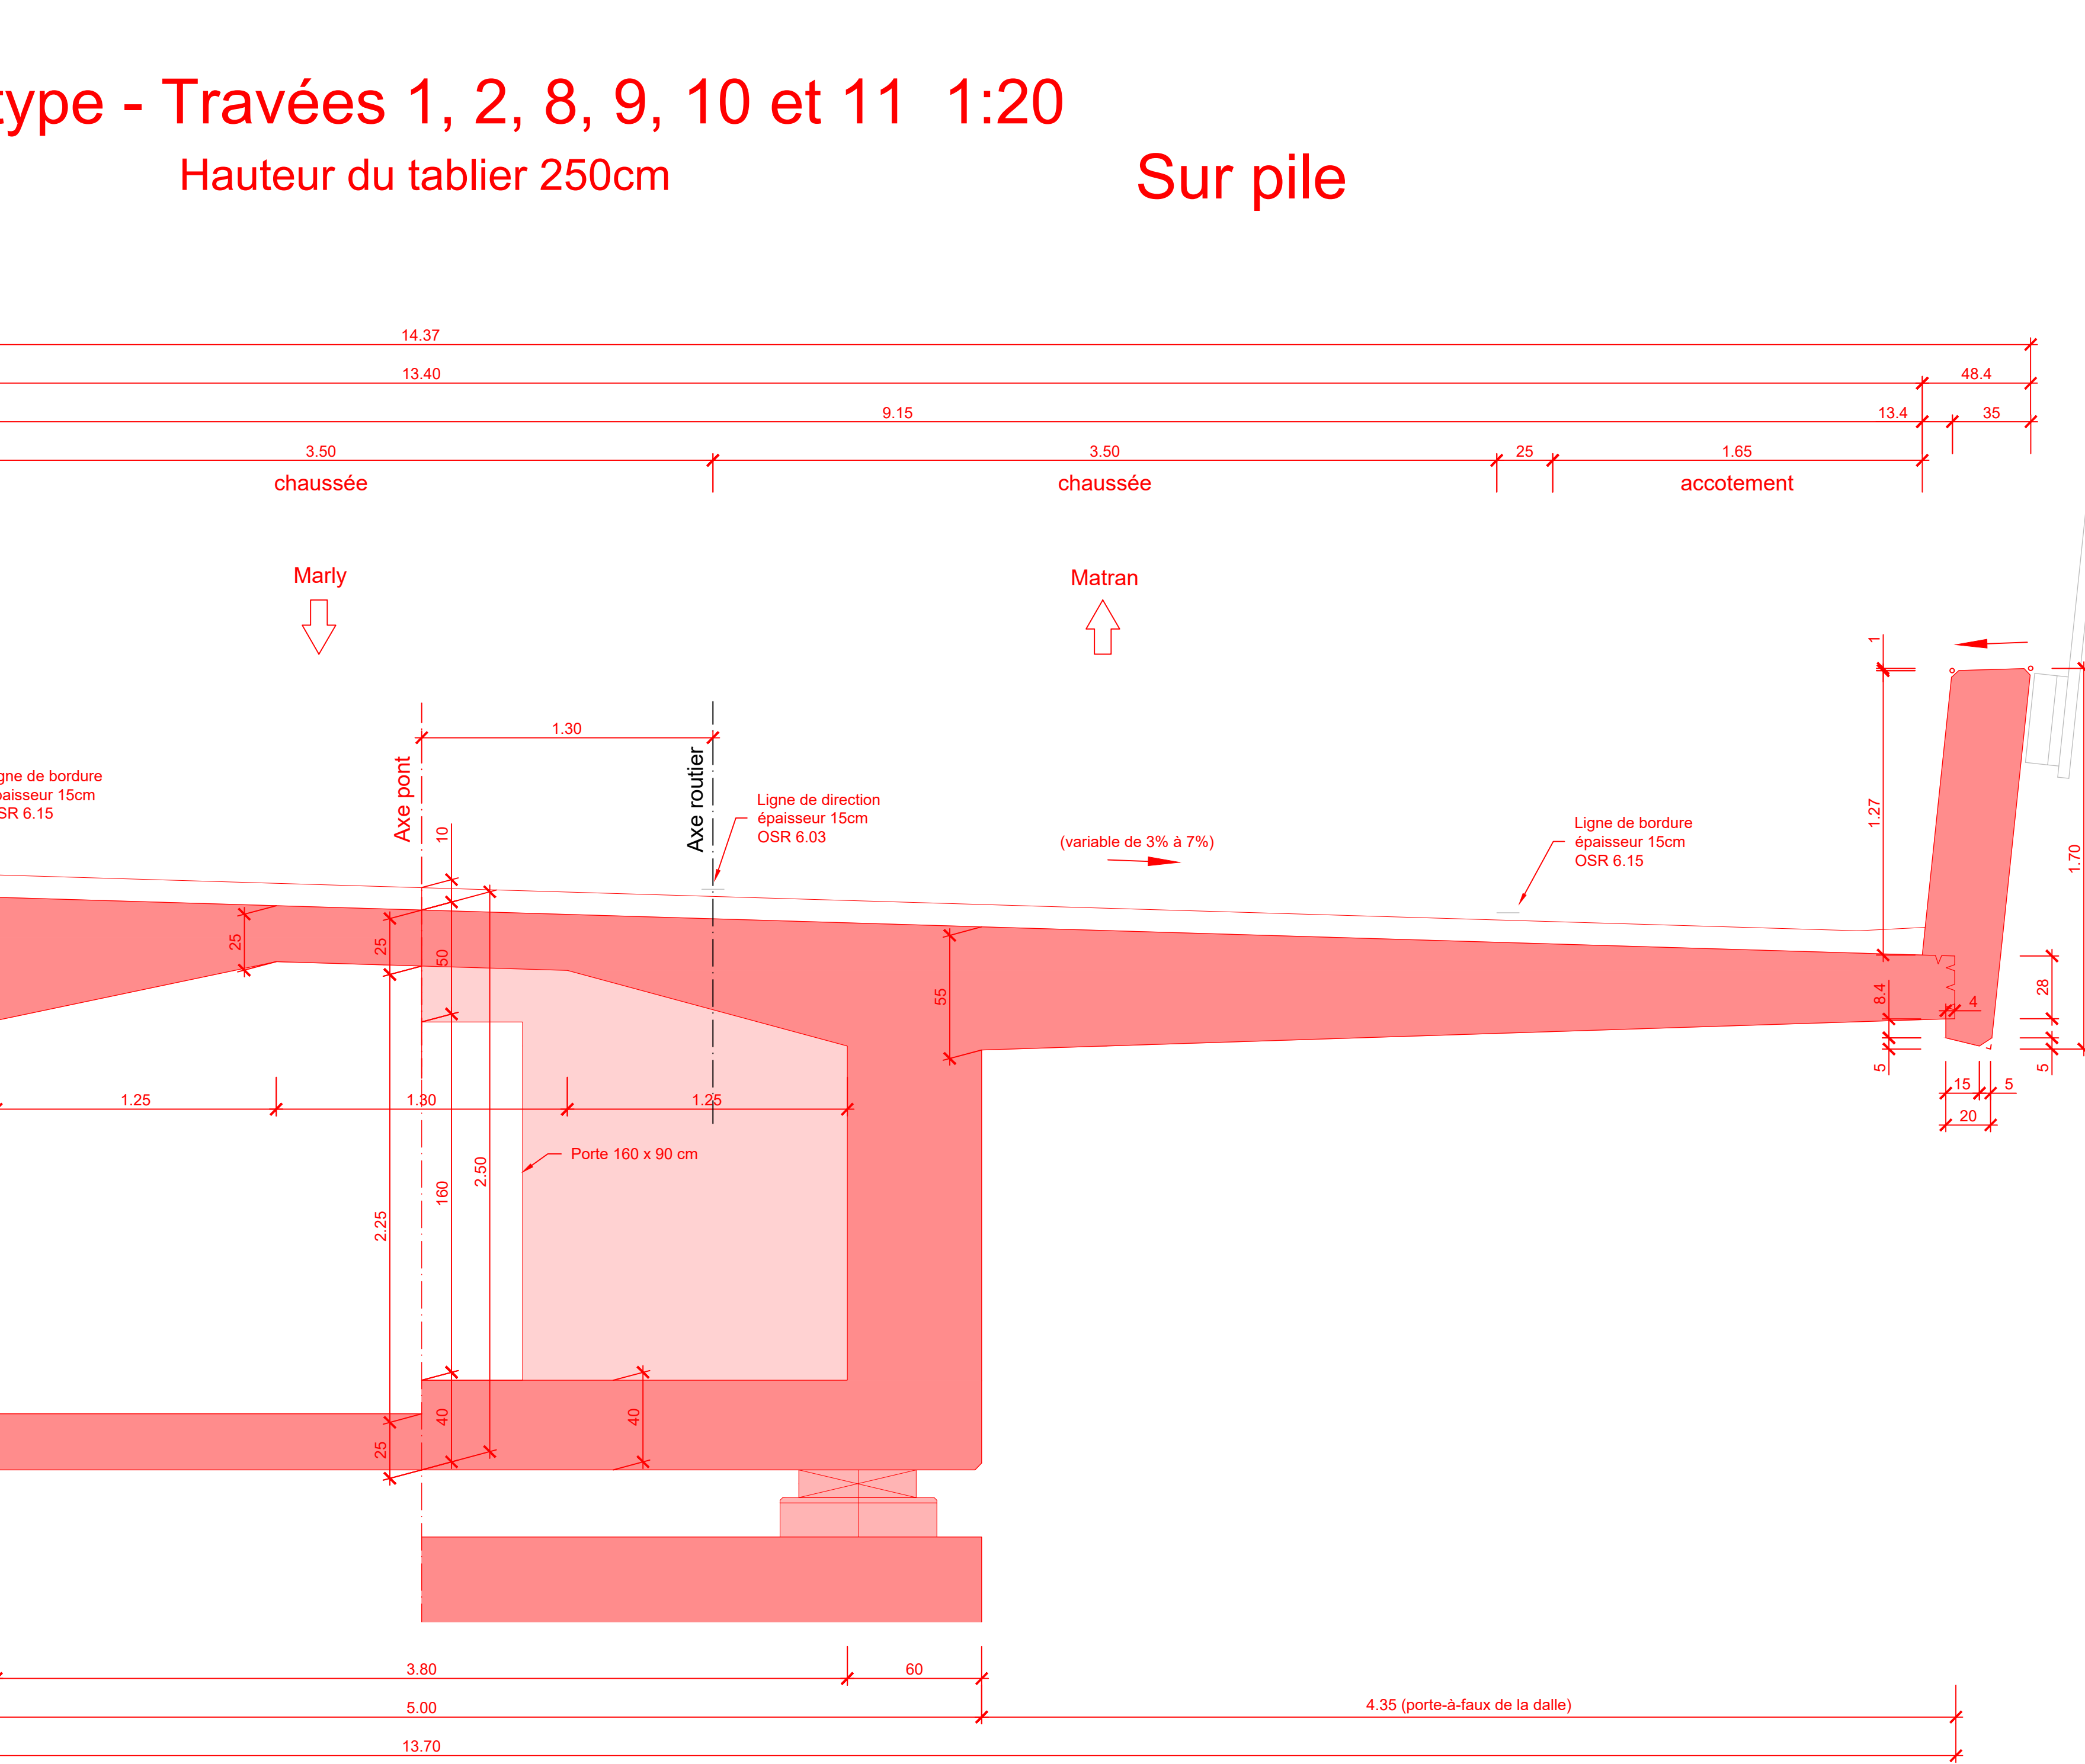 type - Travées 1, 2, 8, 9, 10 et 11 1:20
Hauteur du tablier 250cm
Sur pile
14.37
13.40
48.4
9.15
13.4
35
3.50
3.50
25
1.65
chaussée
chaussée
accotement
Marly
Matran
1
1.30
Axe pont
Axe routier
gne de bordure
paisseur 15cm
SR 6.15
10
Ligne de direction
épaisseur 15cm
OSR 6.03
(variable de 3% à 7%)
Ligne de bordure
épaisseur 15cm
OSR 6.15
1.27
1.70
25
25
50
55
8.4
4
28
5
5
15
5
20
1.25
1.30
1.25
Porte 160 x 90 cm
2.50
160
2.25
40
40
25
3.80
60
5.00
4.35 (porte-à-faux de la dalle)
13.70